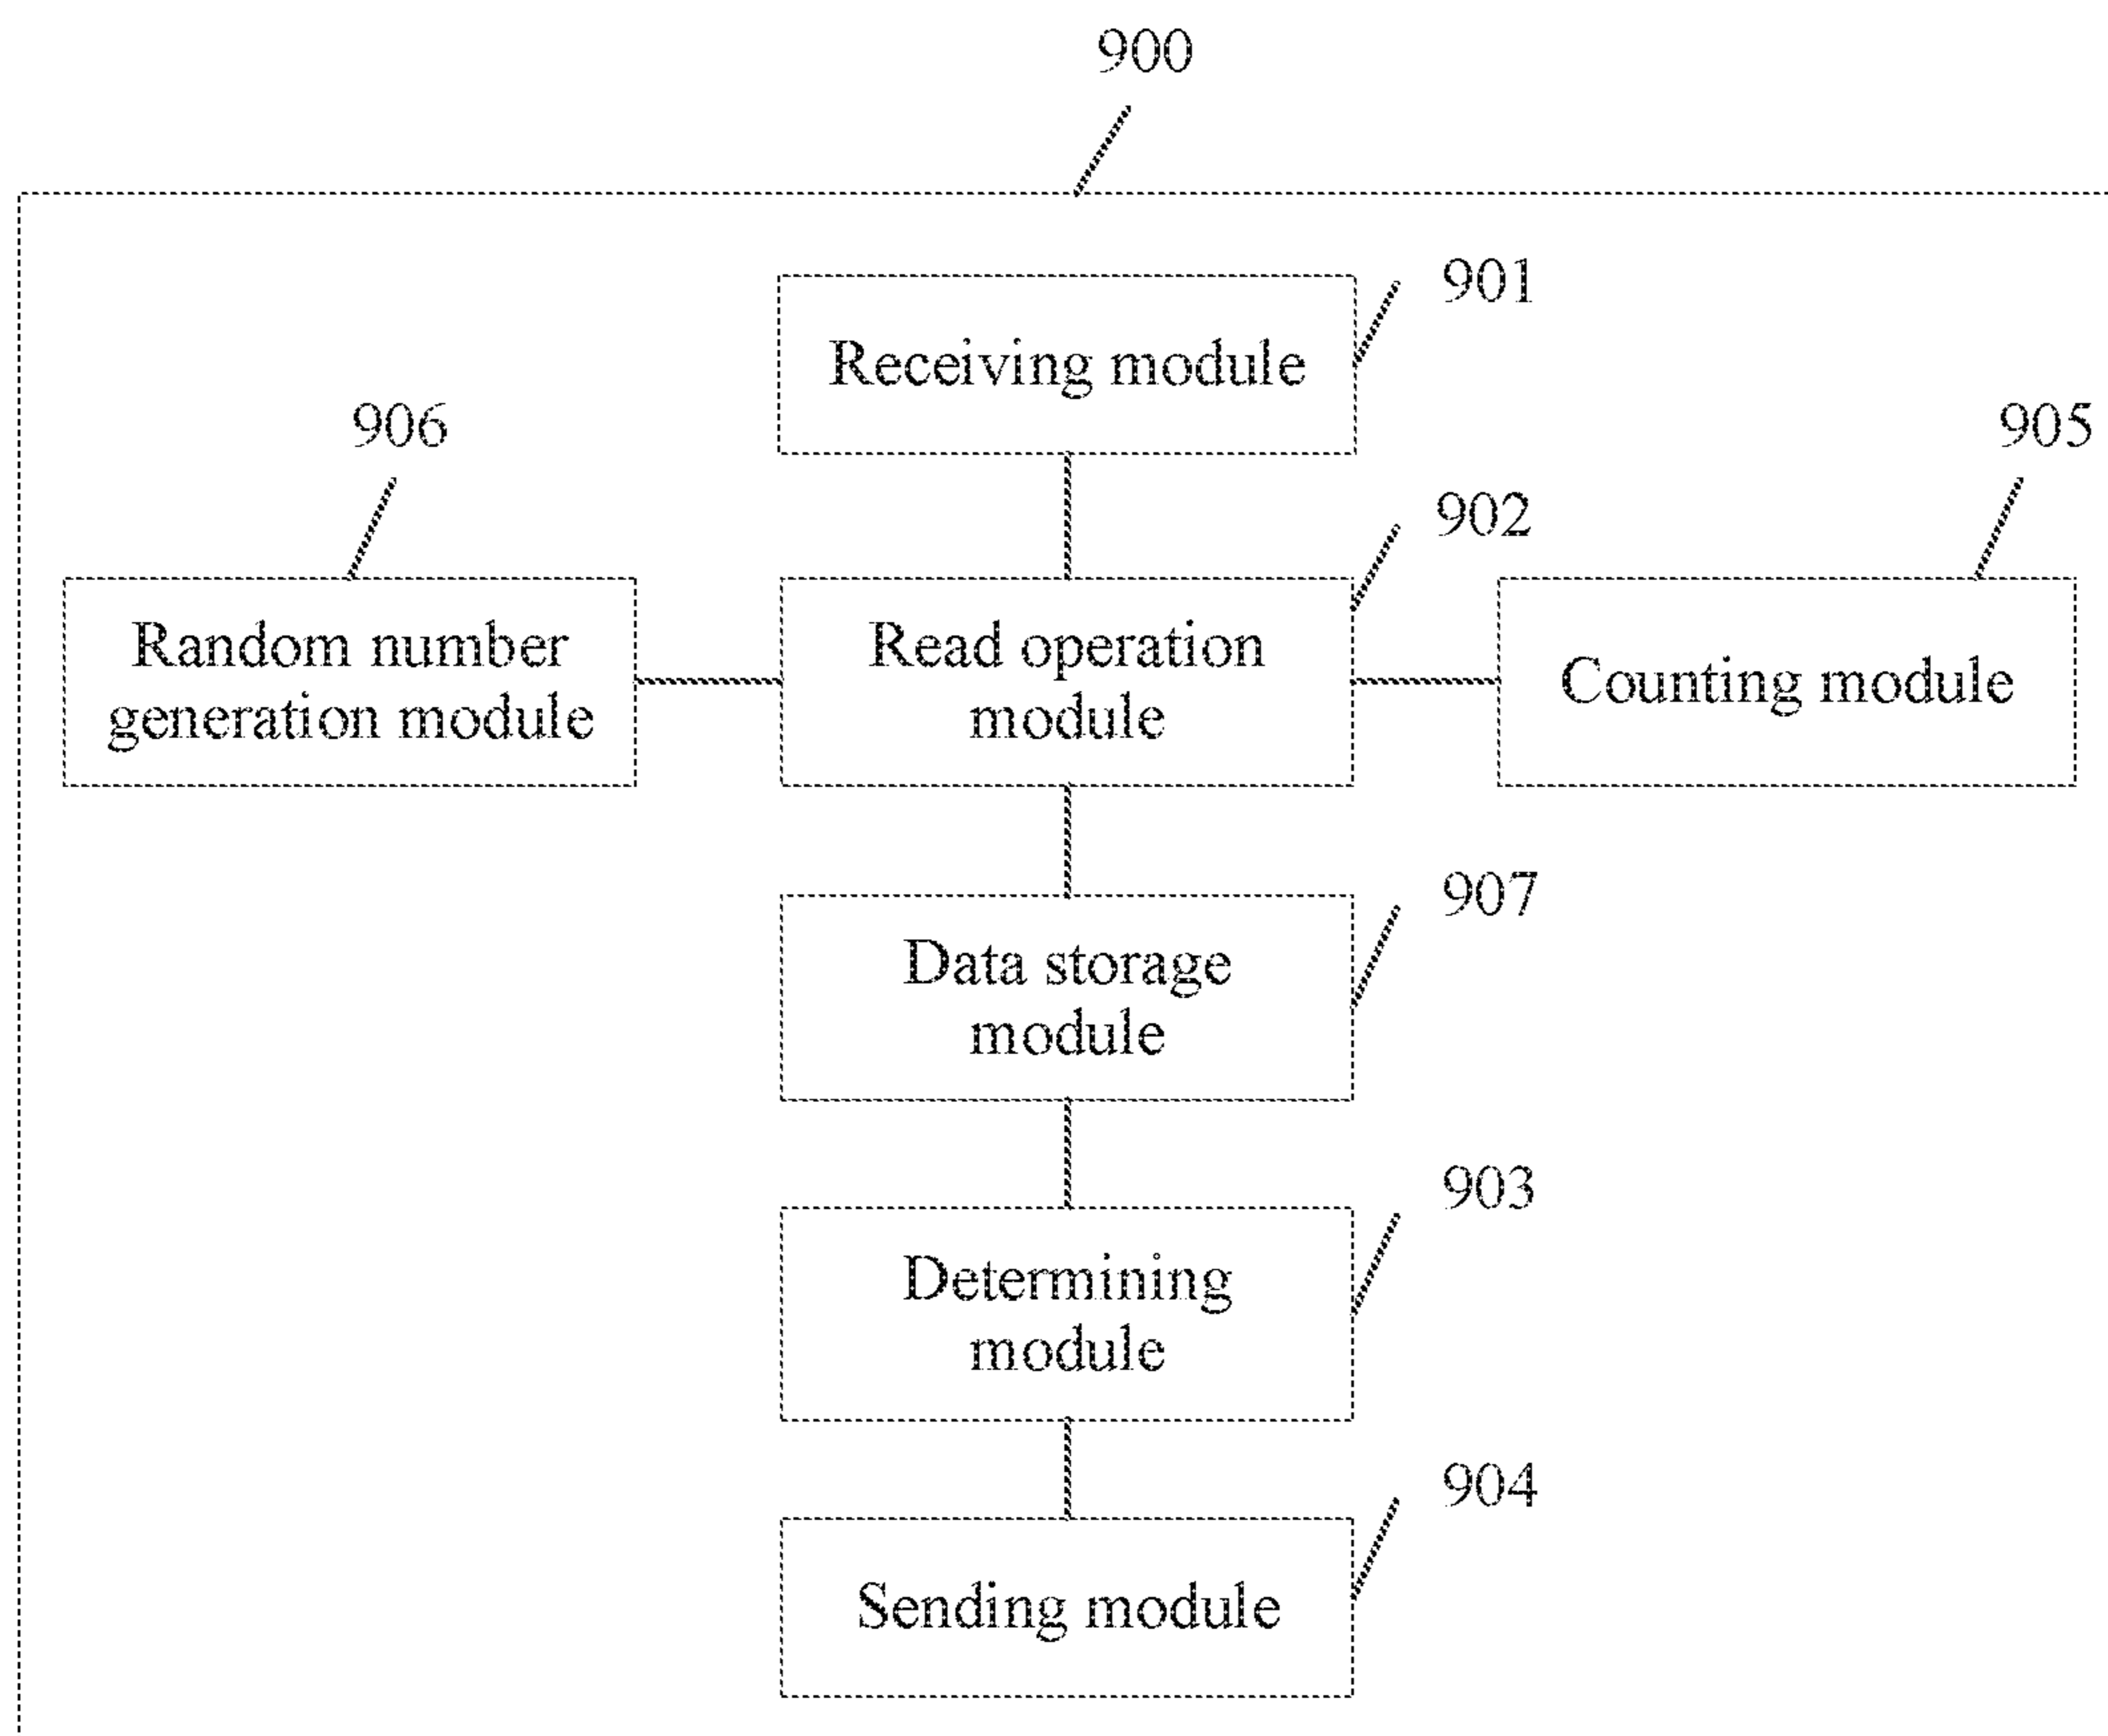 900
901
Receiving module
906
905
902
Random number
generation module
Read operation
module
Counting module
907
Data storage
module
903
Determining
module
904
Sending module